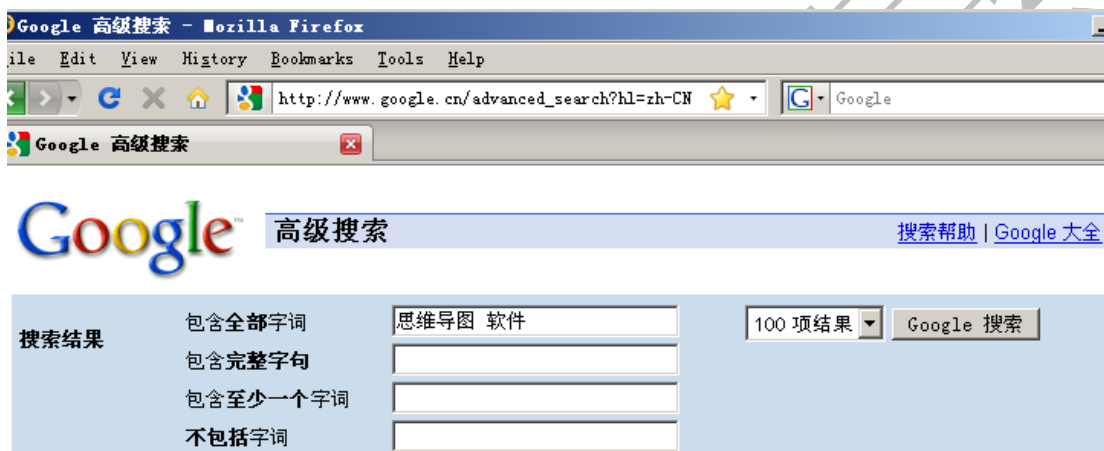 Google 高级搜索 - Mozilla Firefox
ile Edit View History Bookmarks Tools Help
http://www.google.cn/advanced_search?hl=zh-CN Google
Google 高级搜索
Google™ 高级搜索 搜索帮助 | Google 大全
搜索结果 包含全部字词 思维导图 软件 100 项结果 Google 搜索
包含完整字句
包含至少一个字词
不包括字词